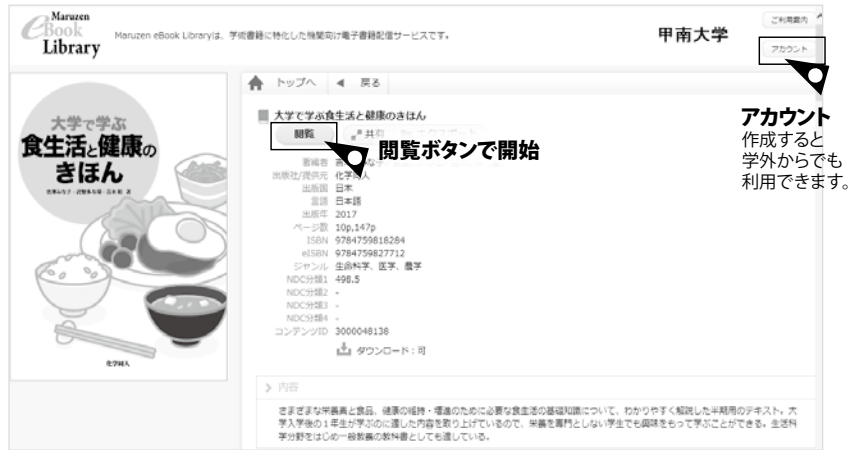 Maruzen
eBook
Library
Maruzen eBook Libraryは、学術書籍に特化した機関向け電子書籍配信サービスです。
甲南大学
ご利用案内
アカウント
アカウント
作成すると
学外からでも
利用できます。
トップへ ◀ 戻る
大学で学ぶ食生活と健康のきほん
閲覧 共有
閲覧ボタンで開始
大学で学ぶ
食生活と健康の
きほん
化学同人
著編者
出版社/提供元 化学同人
出版国 日本
言語 日本語
出版年 2017
ページ数 10p,147p
ISBN 9784759818284
eISBN 9784759827712
ジャンル 生命科学、医学、農学
NDC分類1 498.5
NDC分類2 -
NDC分類3 -
NDC分類4 -
コンテンツID 3000048138
ダウンロード：可
内容
さまざまな栄養素と食品、健康の維持・増進のために必要な食生活の基礎知識について、わかりやすく解説した半期用のテキスト。大
学入学後の１年生が学ぶのに適した内容を取り上げているので、栄養を専門としない学生でも興味をもって学ぶことができる。生活科
学分野をはじめ一般教養の教科書としても適している。